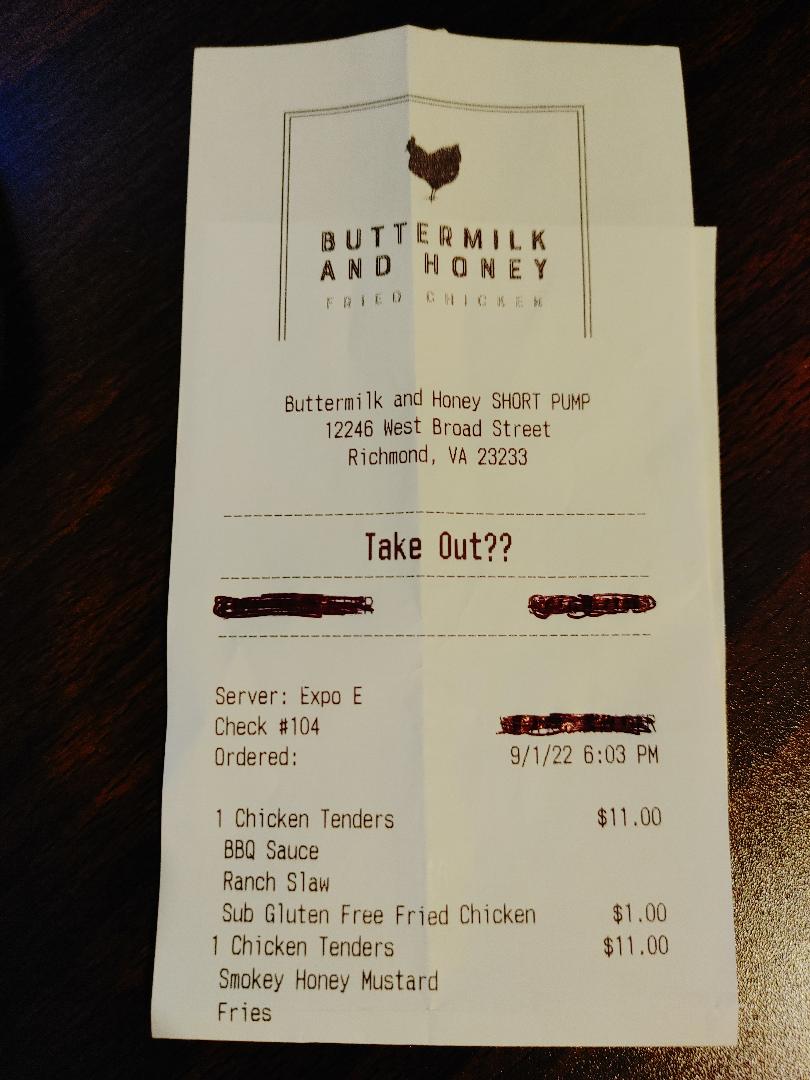 BUTTERMILK
AND HONEY
FRIED CHICKEN
Buttermilk and Honey SHORT PUMP
12246 West Broad Street
Richmond, VA 23233
Take Out??
Server: Expo E
Check #104
Ordered: 9/1/22 6:03 PM
1 Chicken Tenders $11.00
BBQ Sauce
Ranch Slaw
Sub Gluten Free Fried Chicken $1.00
1 Chicken Tenders $11.00
Smokey Honey Mustard
Fries